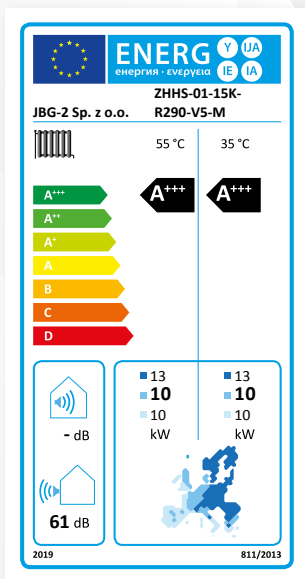 ENERG
енергия · ενεργεια
Y IJA
IE IA
JBG-2 Sp. z o.o.
ZHHS-01-15K-
R290-V5-M
55 °C 35 °C
A+++ A+++ A+++
A++
A+
A
B
C
D
13 13
10 10
10 10
kW kW
- dB
61 dB
2019 811/2013